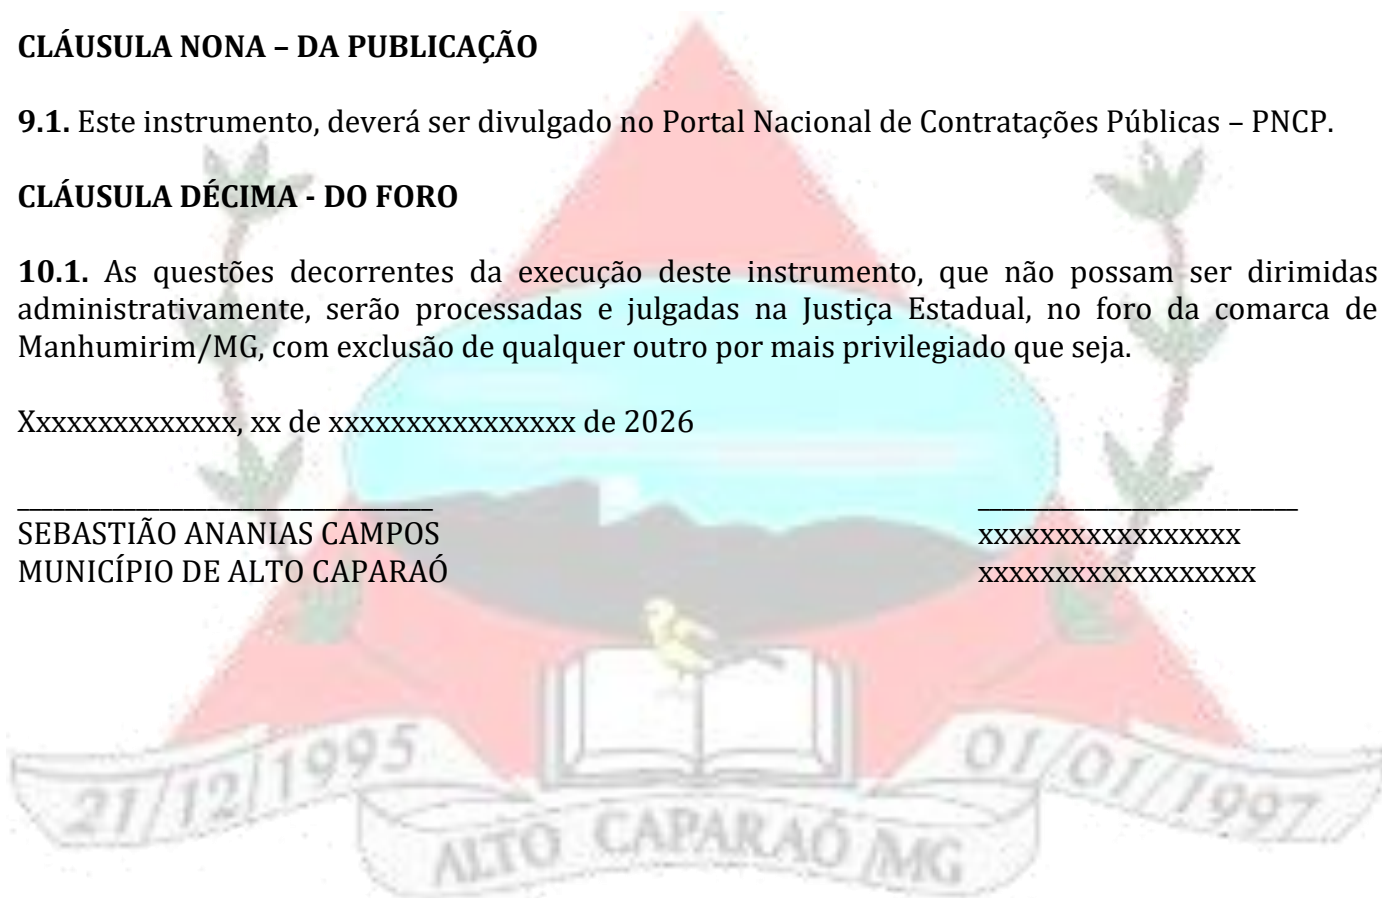 CLÁUSULA NONA – DA PUBLICAÇÃO
9.1. Este instrumento, deverá ser divulgado no Portal Nacional de Contratações Públicas – PNCP.
CLÁUSULA DÉCIMA - DO FORO
10.1. As questões decorrentes da execução deste instrumento, que não possam ser dirimidas
administrativamente, serão processadas e julgadas na Justiça Estadual, no foro da comarca de
Manhumirim/MG, com exclusão de qualquer outro por mais privilegiado que seja.
Xxxxxxxxxxxxxxx, xx de xxxxxxxxxxxxxxxx de 2026
___________________________________ ___________________________
SEBASTIÃO ANANIAS CAMPOS xxxxxxxxxxxxxxxxx
MUNICÍPIO DE ALTO CAPARAÓ xxxxxxxxxxxxxxxxxx
21/12/1995 01/01/1997
ALTO CAPARAÓ MG